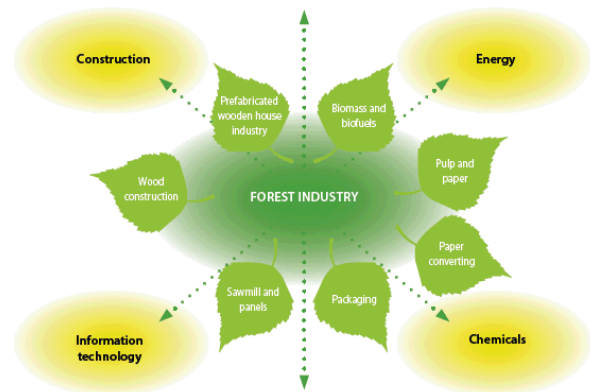 Construction
Energy
Prefabricated
wooden house
industry
Biomass and
biofuels
Wood
construction
FOREST INDUSTRY
Pulp and
paper
Paper
converting
Sawmill and
panels
Packaging
Information
technology
Chemicals